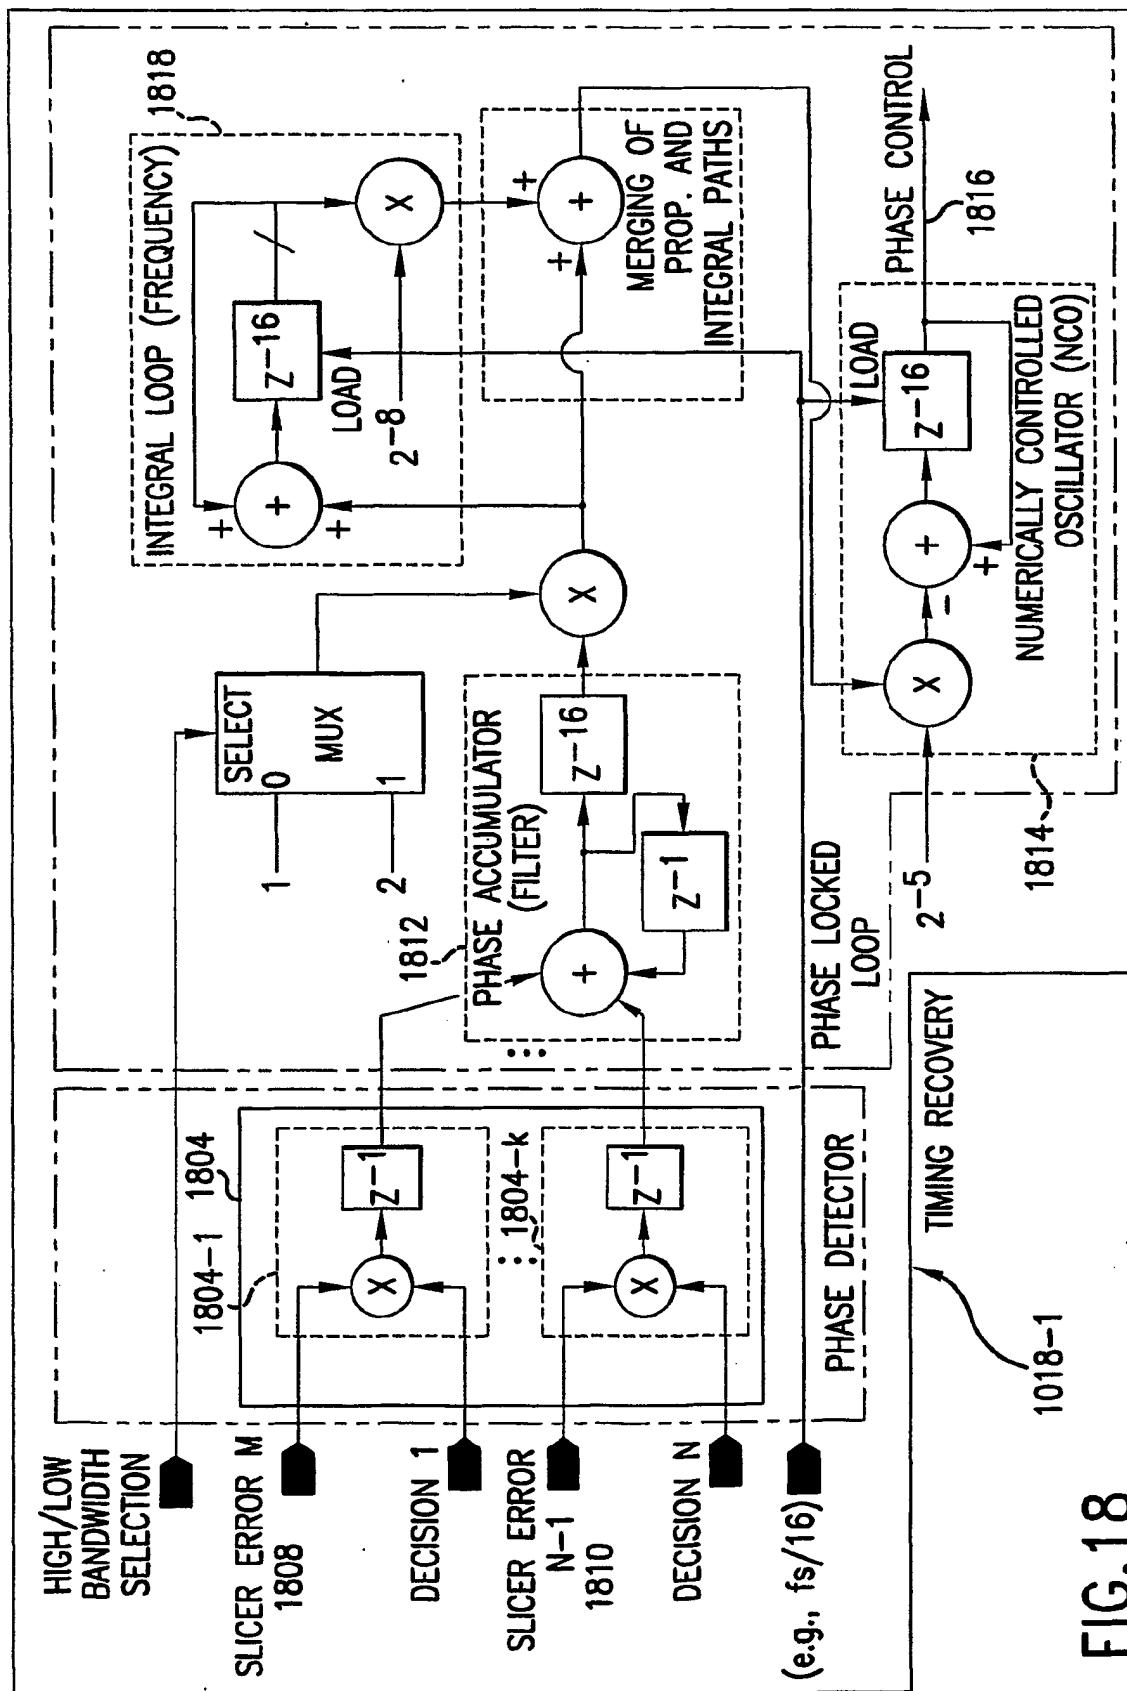 HIGH/LOW
BANDWIDTH
SELECTION
SLICER ERROR M
1808
DECISION 1
SLICER ERROR
N-1
1810
DECISION N
(e.g., fs/16)
1804
1804-1
X
Z-1
1804-k
X
Z-1
PHASE DETECTOR
SELECT
0
MUX
1
1
2
1812
PHASE ACCUMULATOR
(FILTER)
+
Z-16
Z-1
X
INTEGRAL LOOP (FREQUENCY)
1818
+
+
+
Z-16
LOAD
2-8
X
+
+
+
MERGING OF
PROP. AND
INTEGRAL PATHS
PHASE LOCKED
LOOP
2-5
1814
X
-
+
+
Z-16
LOAD
NUMERICALLY CONTROLLED
OSCILLATOR (NCO)
PHASE CONTROL
1816
TIMING RECOVERY
1018-1
FIG.18